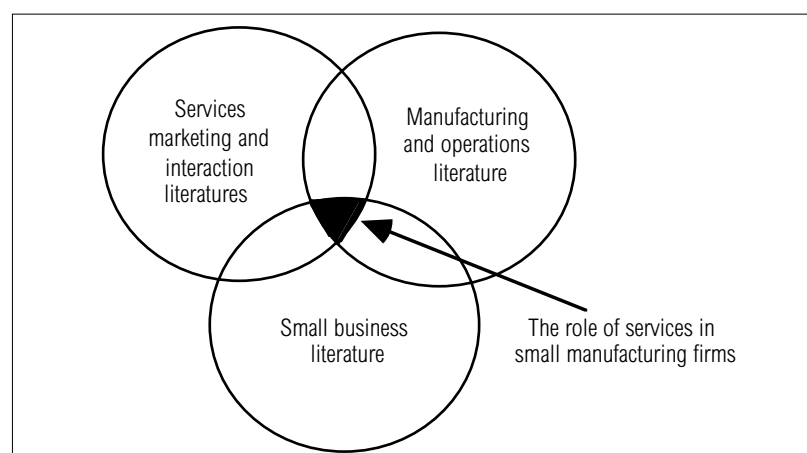 Services
marketing and
interaction
literatures
Manufacturing
and operations
literature
Small business
literature
The role of services in
small manufacturing firms